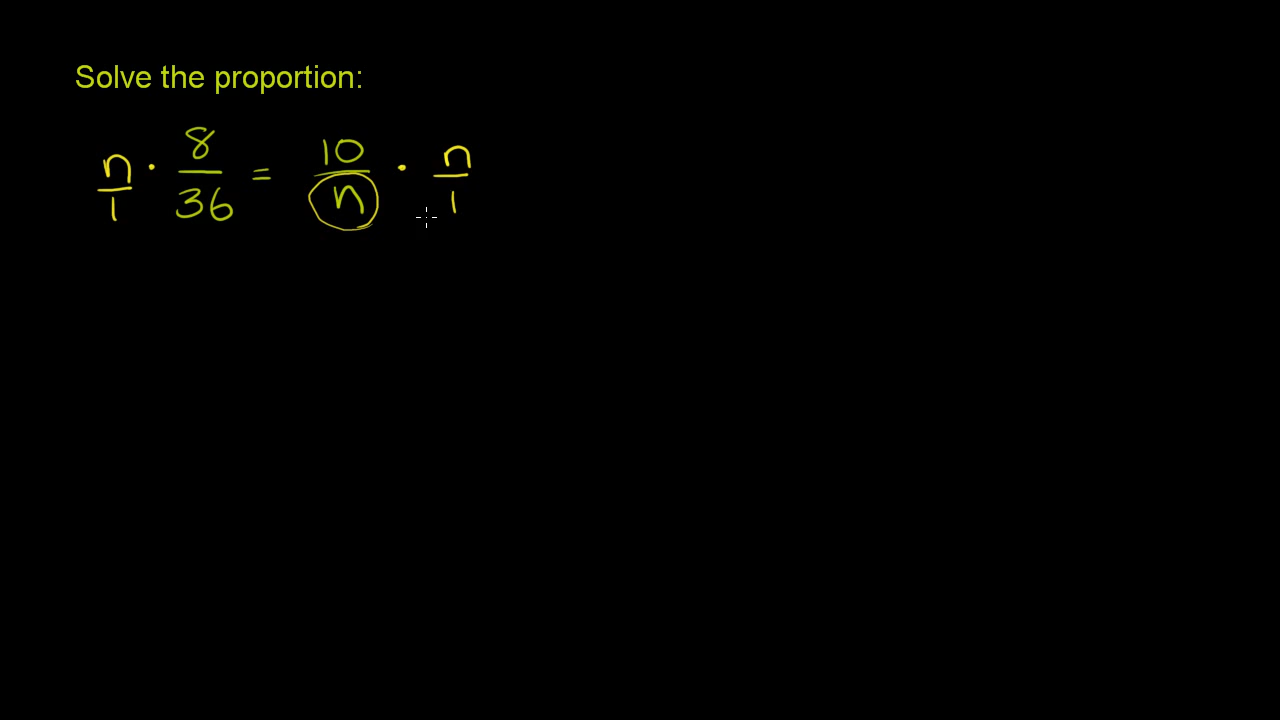 Solve the proportion:
n/1 · 8/36 = 10/n · n/1